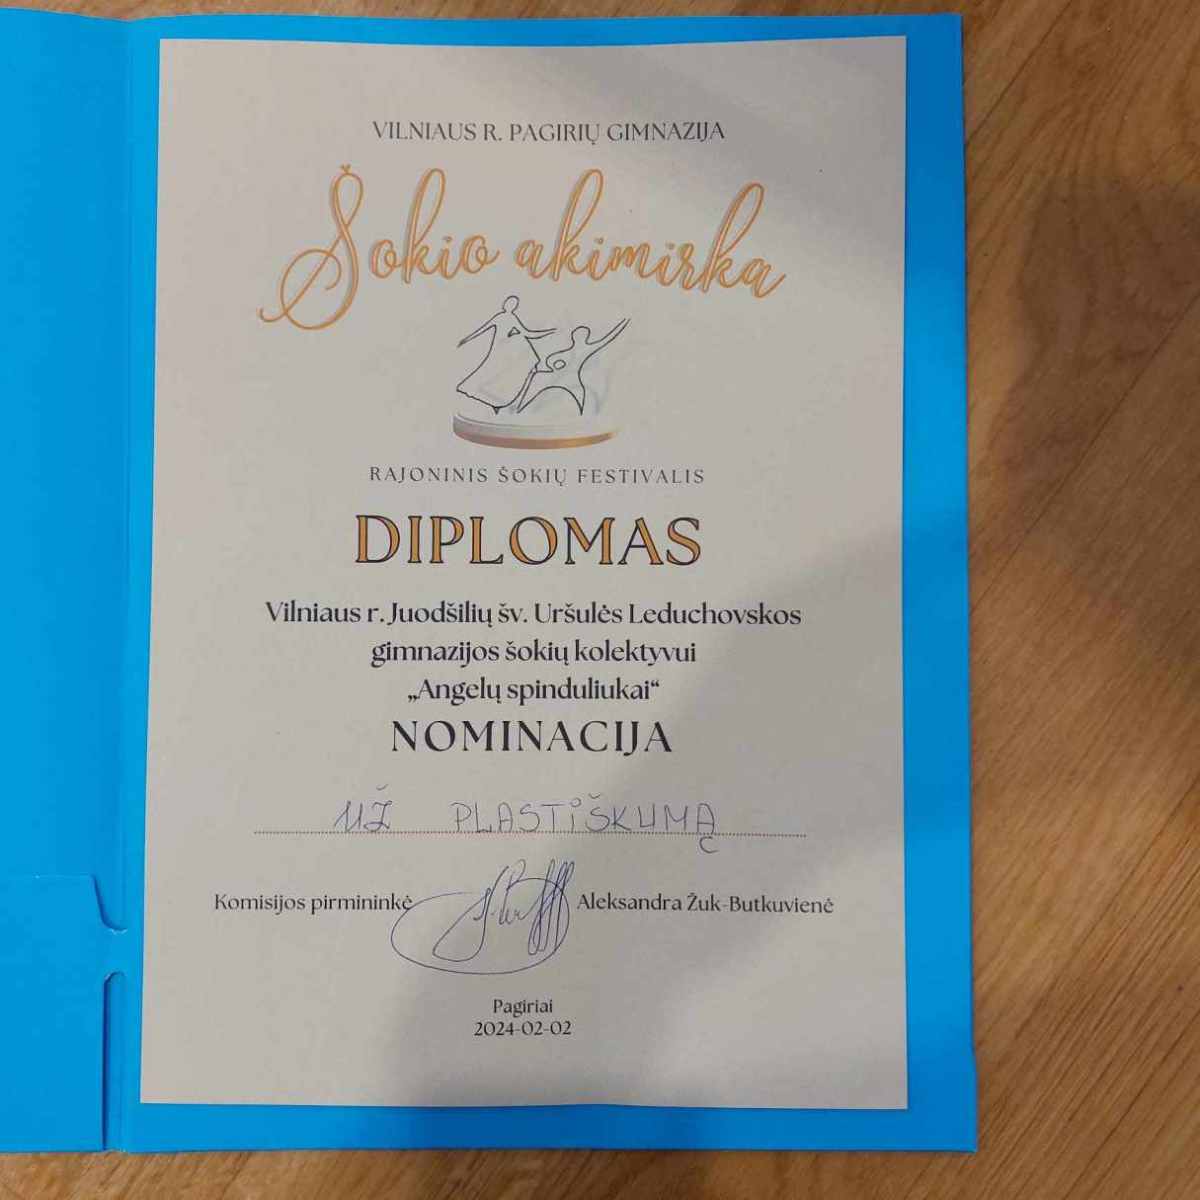 VILNIAUS R. PAGIRIŲ GIMNAZIJA
Šokio akimirka
RAJONINIS ŠOKIŲ FESTIVALIS
DIPLOMAS
Vilniaus r. Juodšilių šv. Uršulės Leduchovskos
gimnazijos šokių kolektyvui
„Angelų spinduliukai“
NOMINACIJA
UŽ PLASTIŠKUMĄ
Komisijos pirmininkė Aleksandra Žuk-Butkuvienė
Pagiriai
2024-02-02